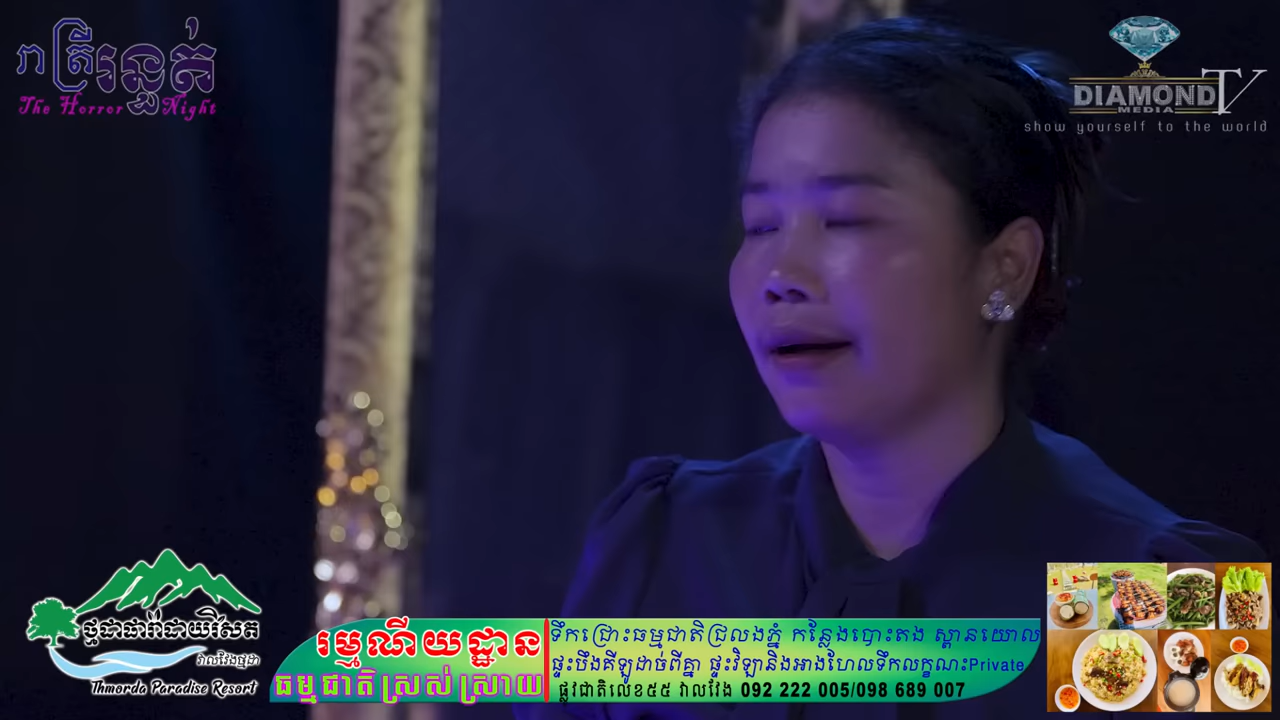 រាត្រីរន្ធត់
The Horror Night
DIAMOND TV
MEDIA
show yourself to the world
ថ្មដាផារ៉ាដាយរីសត
វាលវែងថ្មដា
Thmorda Paradise Resort
រម្មណីយដ្ឋាន
ធម្មជាតិស្រស់ស្រាយ
ទឹកជ្រោះធម្មជាតិជ្រលងភ្នំ កន្លែងបោះតង ស្ពានយោល
ផ្ទះបឹងគីឡូដាច់ពីគ្នា ផ្ទះវិឡានិងអាងហែលទឹកលក្ខណះPrivate
ផ្លូវជាតិលេខ៥៥ វាលវែង 092 222 005/098 689 007